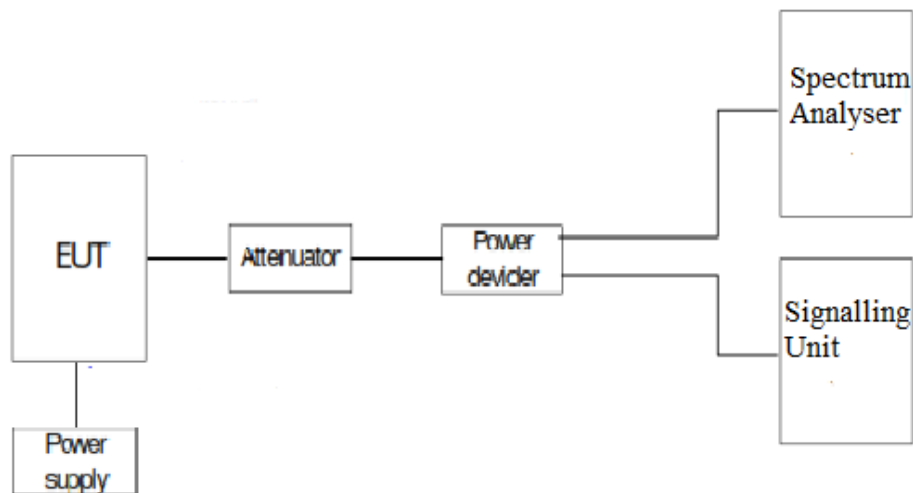 Spectrum
Analyser
EUT
Attenuator
Power
devider
Signalling
Unit
Power
supply